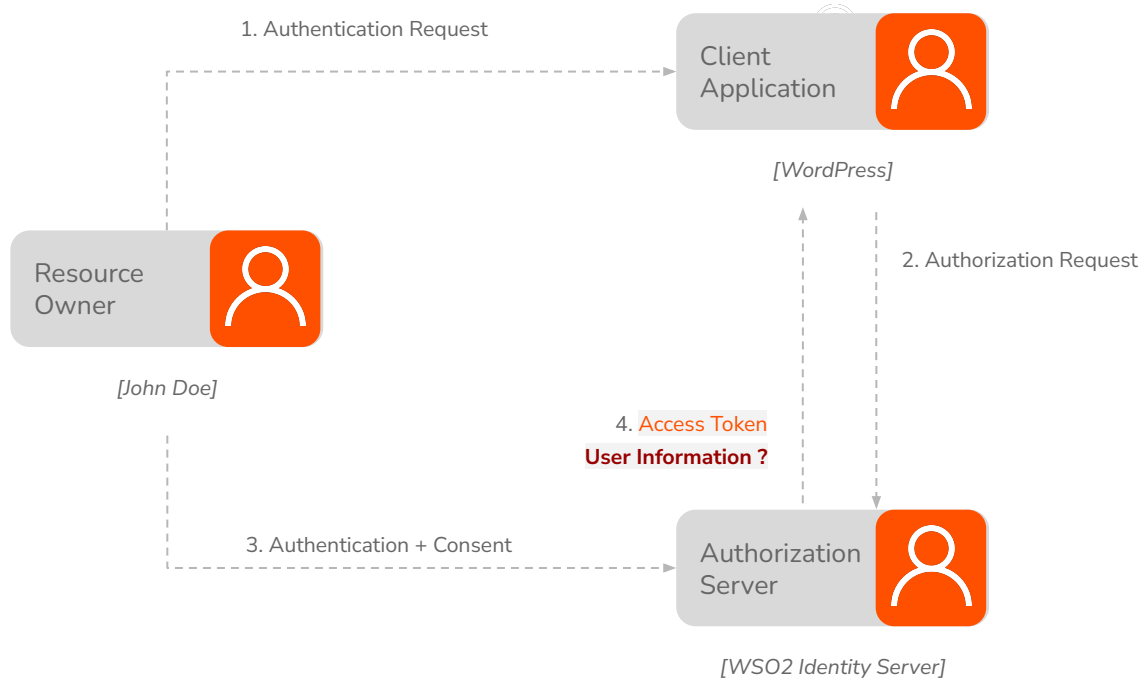 1. Authentication Request
Client
Application
[WordPress]
Resource
Owner
[John Doe]
2. Authorization Request
4. Access Token
User Information ?
3. Authentication + Consent
Authorization
Server
[WSO2 Identity Server]